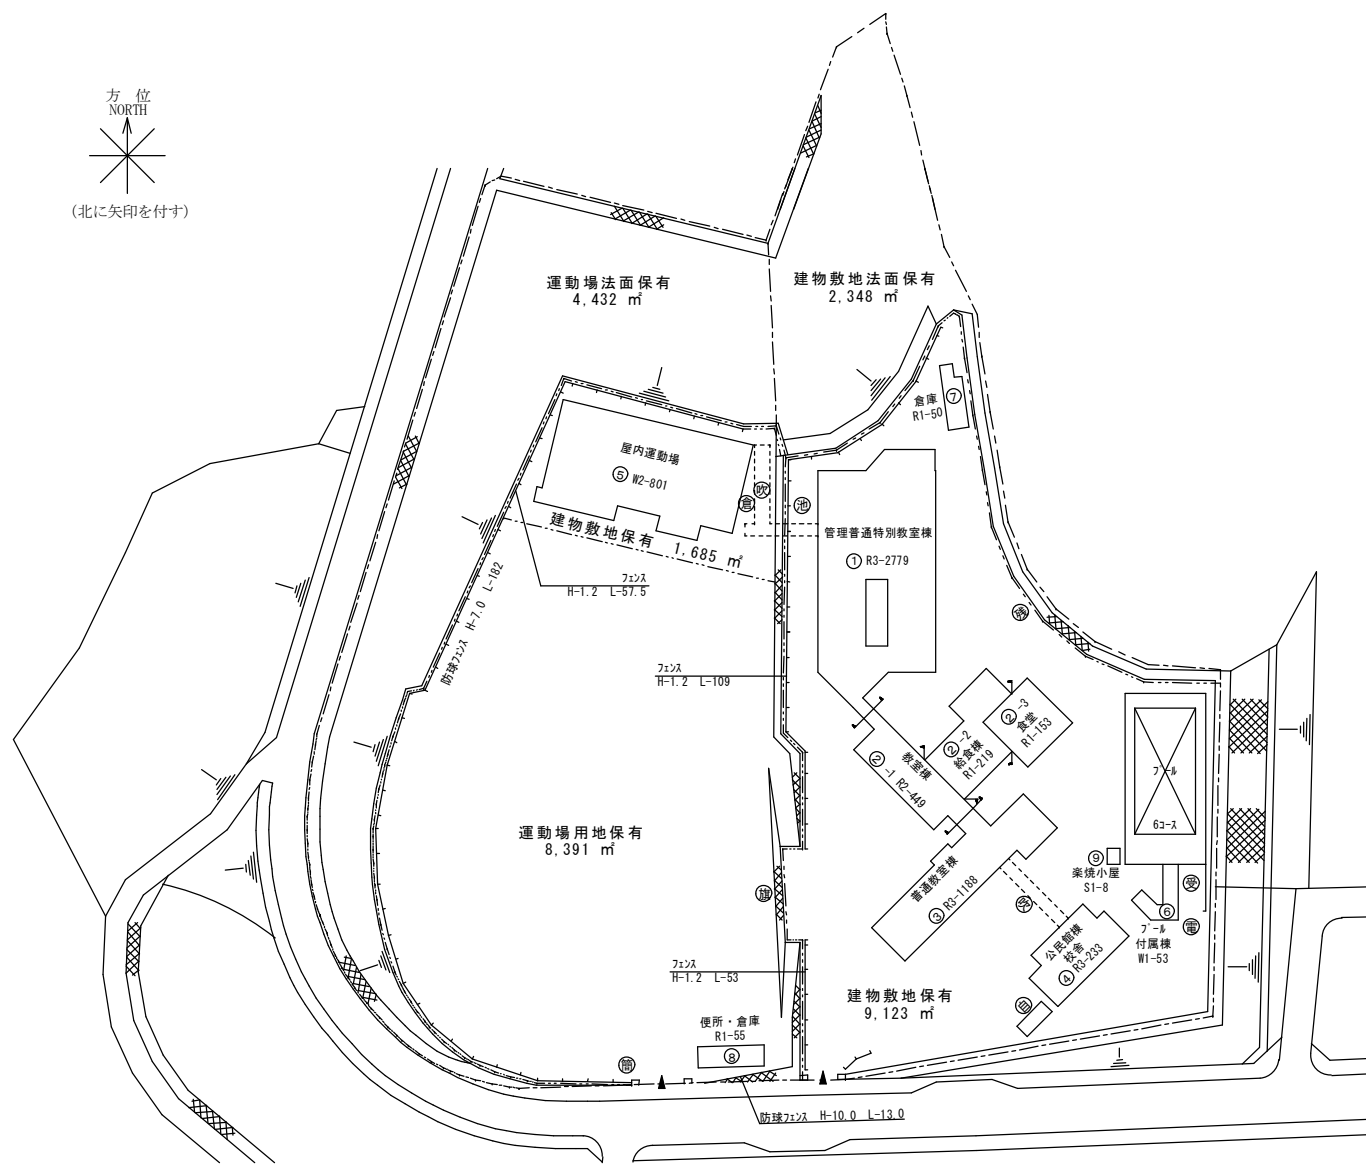 方 位
NORTH
(北に矢印を付す)
運動場法面保有
4,432 ㎡
建物敷地法面保有
2,348 ㎡
倉庫
R1-50
⑦
屋内運動場
⑤ W2-801
倉
吹
池
建物敷地保有 1,685 ㎡
管理普通特別教室棟
① R3-2779
フェンス
H-1.2 L-57.5
防球フェンス H-7.0 L-182
フェンス
H-1.2 L-109
②-3
食堂
R1-153
②-2
給食棟
R1-219
教室棟
②-1 R2-449
プール
6コース
運動場用地保有
8,391 ㎡
普通教室棟
③ R3-1188
⑨
楽焼小屋
S1-8
旗
⑥
プール
付属棟
W1-53
電
公民館棟
校舎
④ R3-233
自
フェンス
H-1.2 L-53
建物敷地保有
9,123 ㎡
便所・倉庫
R1-55
⑧
防球フェンス H-10.0 L-13.0